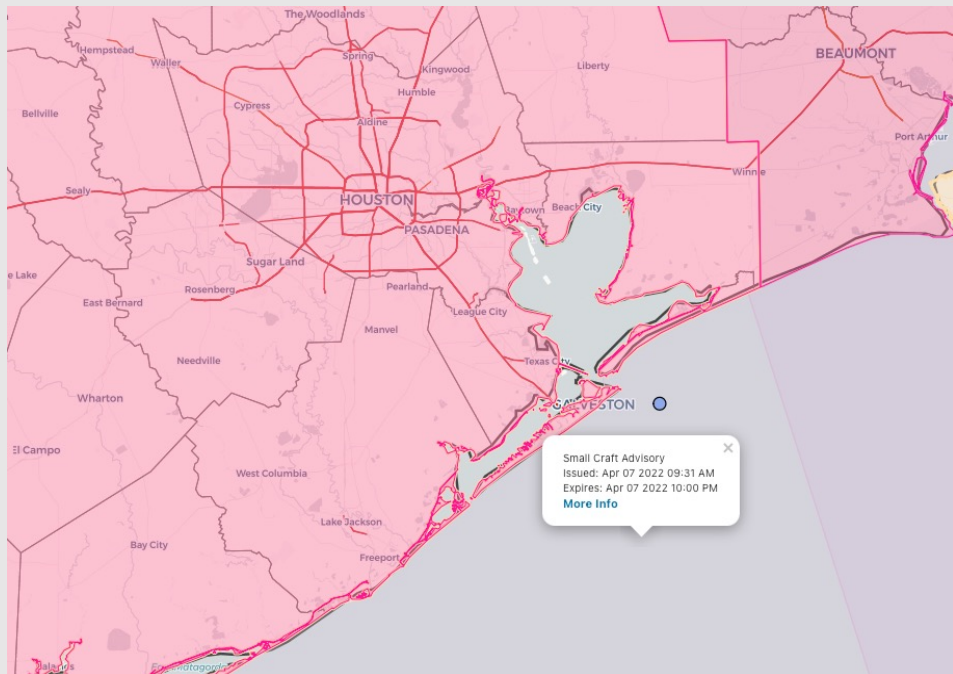 The Woodlands
Hempstead
Waller
Spring
Kingwood
Liberty
BEAUMONT
Cypress
Humble
Bellville
Aldine
Port Arthur
Sealy
HOUSTON
Winnie
Baytown
Beach City
PASADENA
Sugar Land
Rosenberg
Pearland
East Bernard
League City
Manvel
Needville
Texas City
Wharton
GALVESTON
El Campo
West Columbia
Small Craft Advisory
Issued: Apr 07 2022 09:31 AM
Expires: Apr 07 2022 10:00 PM
More Info
Lake Jackson
Bay City
Freeport